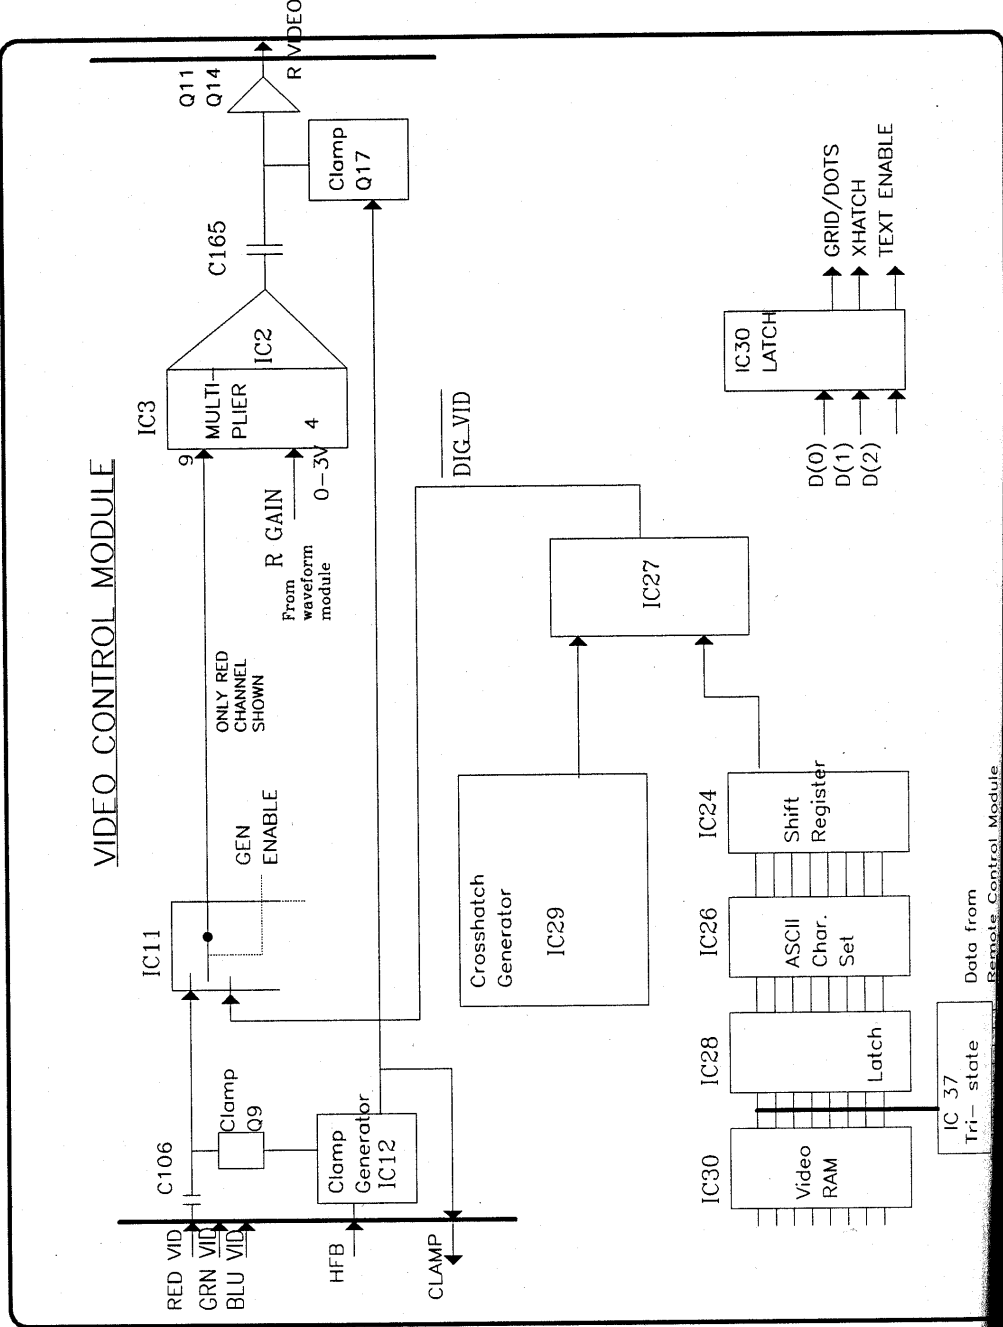 VIDEO CONTROL MODULE
RED VID
GRN VID
BLU VID
HFB
CLAMP
C106
Clamp
Q9
Clamp
Generator
IC12
IC11
GEN
ENABLE
ONLY RED
CHANNEL
SHOWN
R GAIN
From
waveform
module
0-3V
9
4
IC3
MULTI-
PLIER
IC2
C165
Clamp
Q17
Q11
Q14
R VIDEO
DIG_VID
Crosshatch
Generator
IC29
IC27
IC30
Video
RAM
IC28
Latch
IC26
ASCII
Char.
Set
IC24
Shift
Register
IC 37
Tri- state
Data from
Remote Control Module
D(0)
D(1)
D(2)
IC30
LATCH
GRID/DOTS
XHATCH
TEXT ENABLE